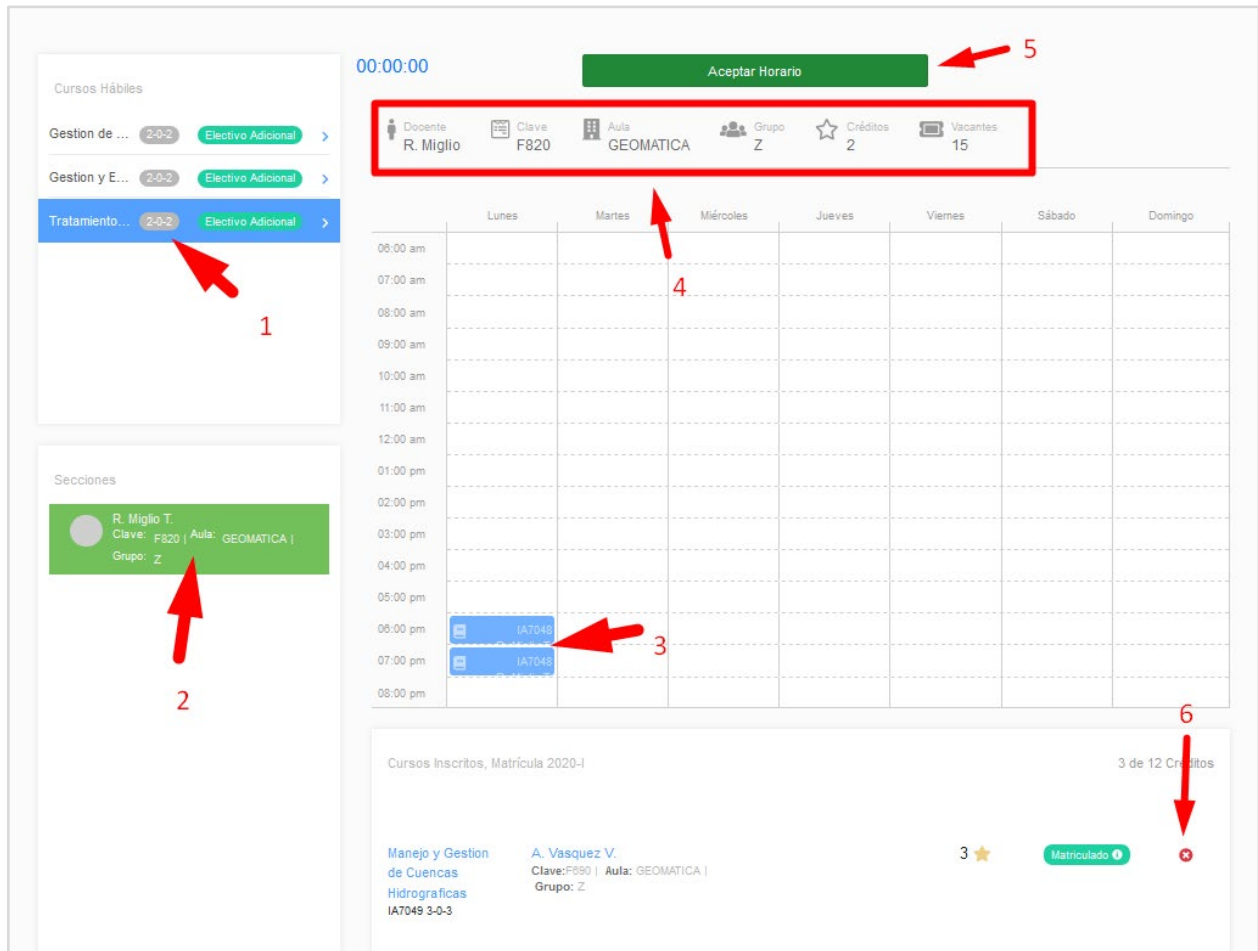 00:00:00
Aceptar Horario
5
Cursos Hábiles
Gestion de ... 2-0-2 Electivo Adicional
Gestion y E... 2-0-2 Electivo Adicional
Tratamiento... 2-0-2 Electivo Adicional
1
Docente Clave Aula Grupo Créditos Vacantes
R. Miglio F820 GEOMATICA Z 2 15
4
Lunes Martes Miércoles Jueves Viernes Sábado Domingo
06:00 am
07:00 am
08:00 am
09:00 am
10:00 am
11:00 am
12:00 am
01:00 pm
02:00 pm
03:00 pm
04:00 pm
05:00 pm
06:00 pm IA7048
07:00 pm IA7048
08:00 pm
3
Secciones
R. Miglio T.
Clave: F820 | Aula: GEOMATICA |
Grupo: Z
2
6
Cursos Inscritos, Matrícula 2020-I 3 de 12 Creditos
Manejo y Gestion
de Cuencas
Hidrograficas
IA7049 3-0-3
A. Vasquez V.
Clave:F690 | Aula: GEOMATICA |
Grupo: Z
3
Matriculado